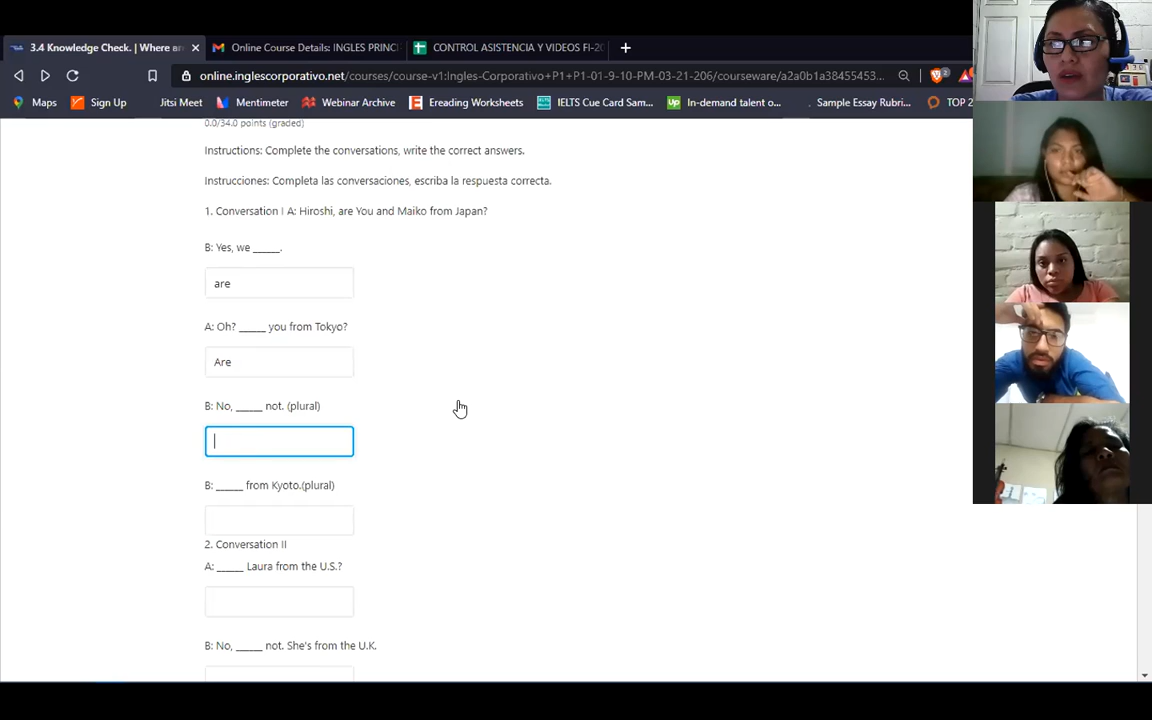 3.4 Knowledge Check. | Where an
Online Course Details: INGLES PRINCI
CONTROL ASISTENCIA Y VIDEOS FI-20
online.inglescorporativo.net/courses/course-v1:Ingles-Corporativo+P1+P1-01-9-10-PM-03-21-206/courseware/a2a0b1a38455453...
2
Maps
Sign Up
Jitsi Meet
Mentimeter
Webinar Archive
Ereading Worksheets
IELTS Cue Card Sam...
In-demand talent o...
Sample Essay Rubri...
TOP 2
0.0/34.0 points (graded)
Instructions: Complete the conversations, write the correct answers.
Instrucciones: Completa las conversaciones, escriba la respuesta correcta.
1. Conversation I A: Hiroshi, are You and Maiko from Japan?
B: Yes, we _____.
are
A: Oh? _____ you from Tokyo?
Are
B: No, _____ not. (plural)
B: _____ from Kyoto.(plural)
2. Conversation II
A: _____ Laura from the U.S.?
B: No, _____ not. She's from the U.K.